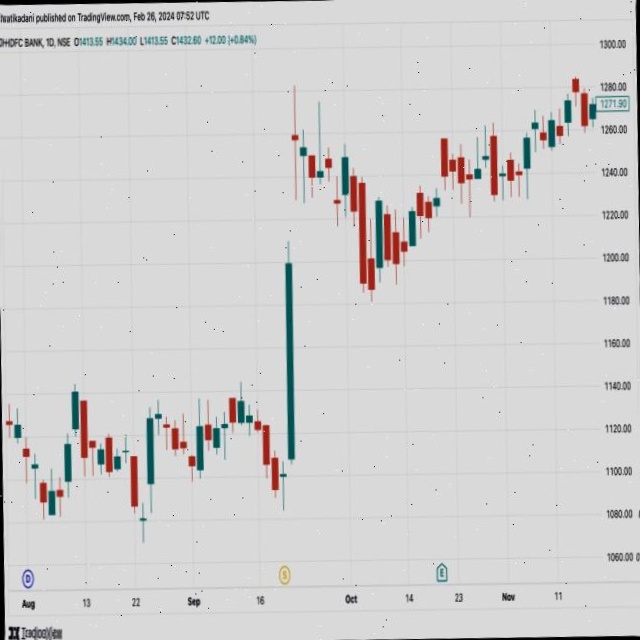 published on TradingView.com, Feb 26, 2024 07:52 UTC
HDFC BANK, 1D, NSE O1413.55 H1434.00 L1413.55 C1432.60 +12.00 (+0.84%)
1300.00
1280.00
1271.90
1260.00
1240.00
1220.00
1200.00
1180.00
1160.00
1140.00
1120.00
1100.00
1080.00
1060.00
D S E
Aug 13 22 Sep 16 Oct 14 23 Nov 11
TradingView